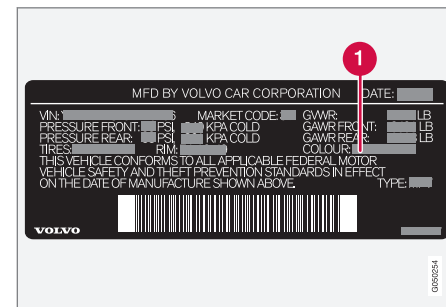 1
MFD BY VOLVO CAR CORPORATION DATE:
VIN: MARKET CODE: GVWR: LB
PRESSURE FRONT: PSI, KPA COLD GAWR FRONT: LB
PRESSURE REAR: PSI, KPA COLD GAWR REAR: LB
TIRES: RIM: COLOUR:
THIS VEHICLE CONFORMS TO ALL APPLICABLE FEDERAL MOTOR
VEHICLE SAFETY AND THEFT PREVENTION STANDARDS IN EFFECT
ON THE DATE OF MANUFACTURE SHOWN ABOVE. TYPE:
VOLVO
G050254